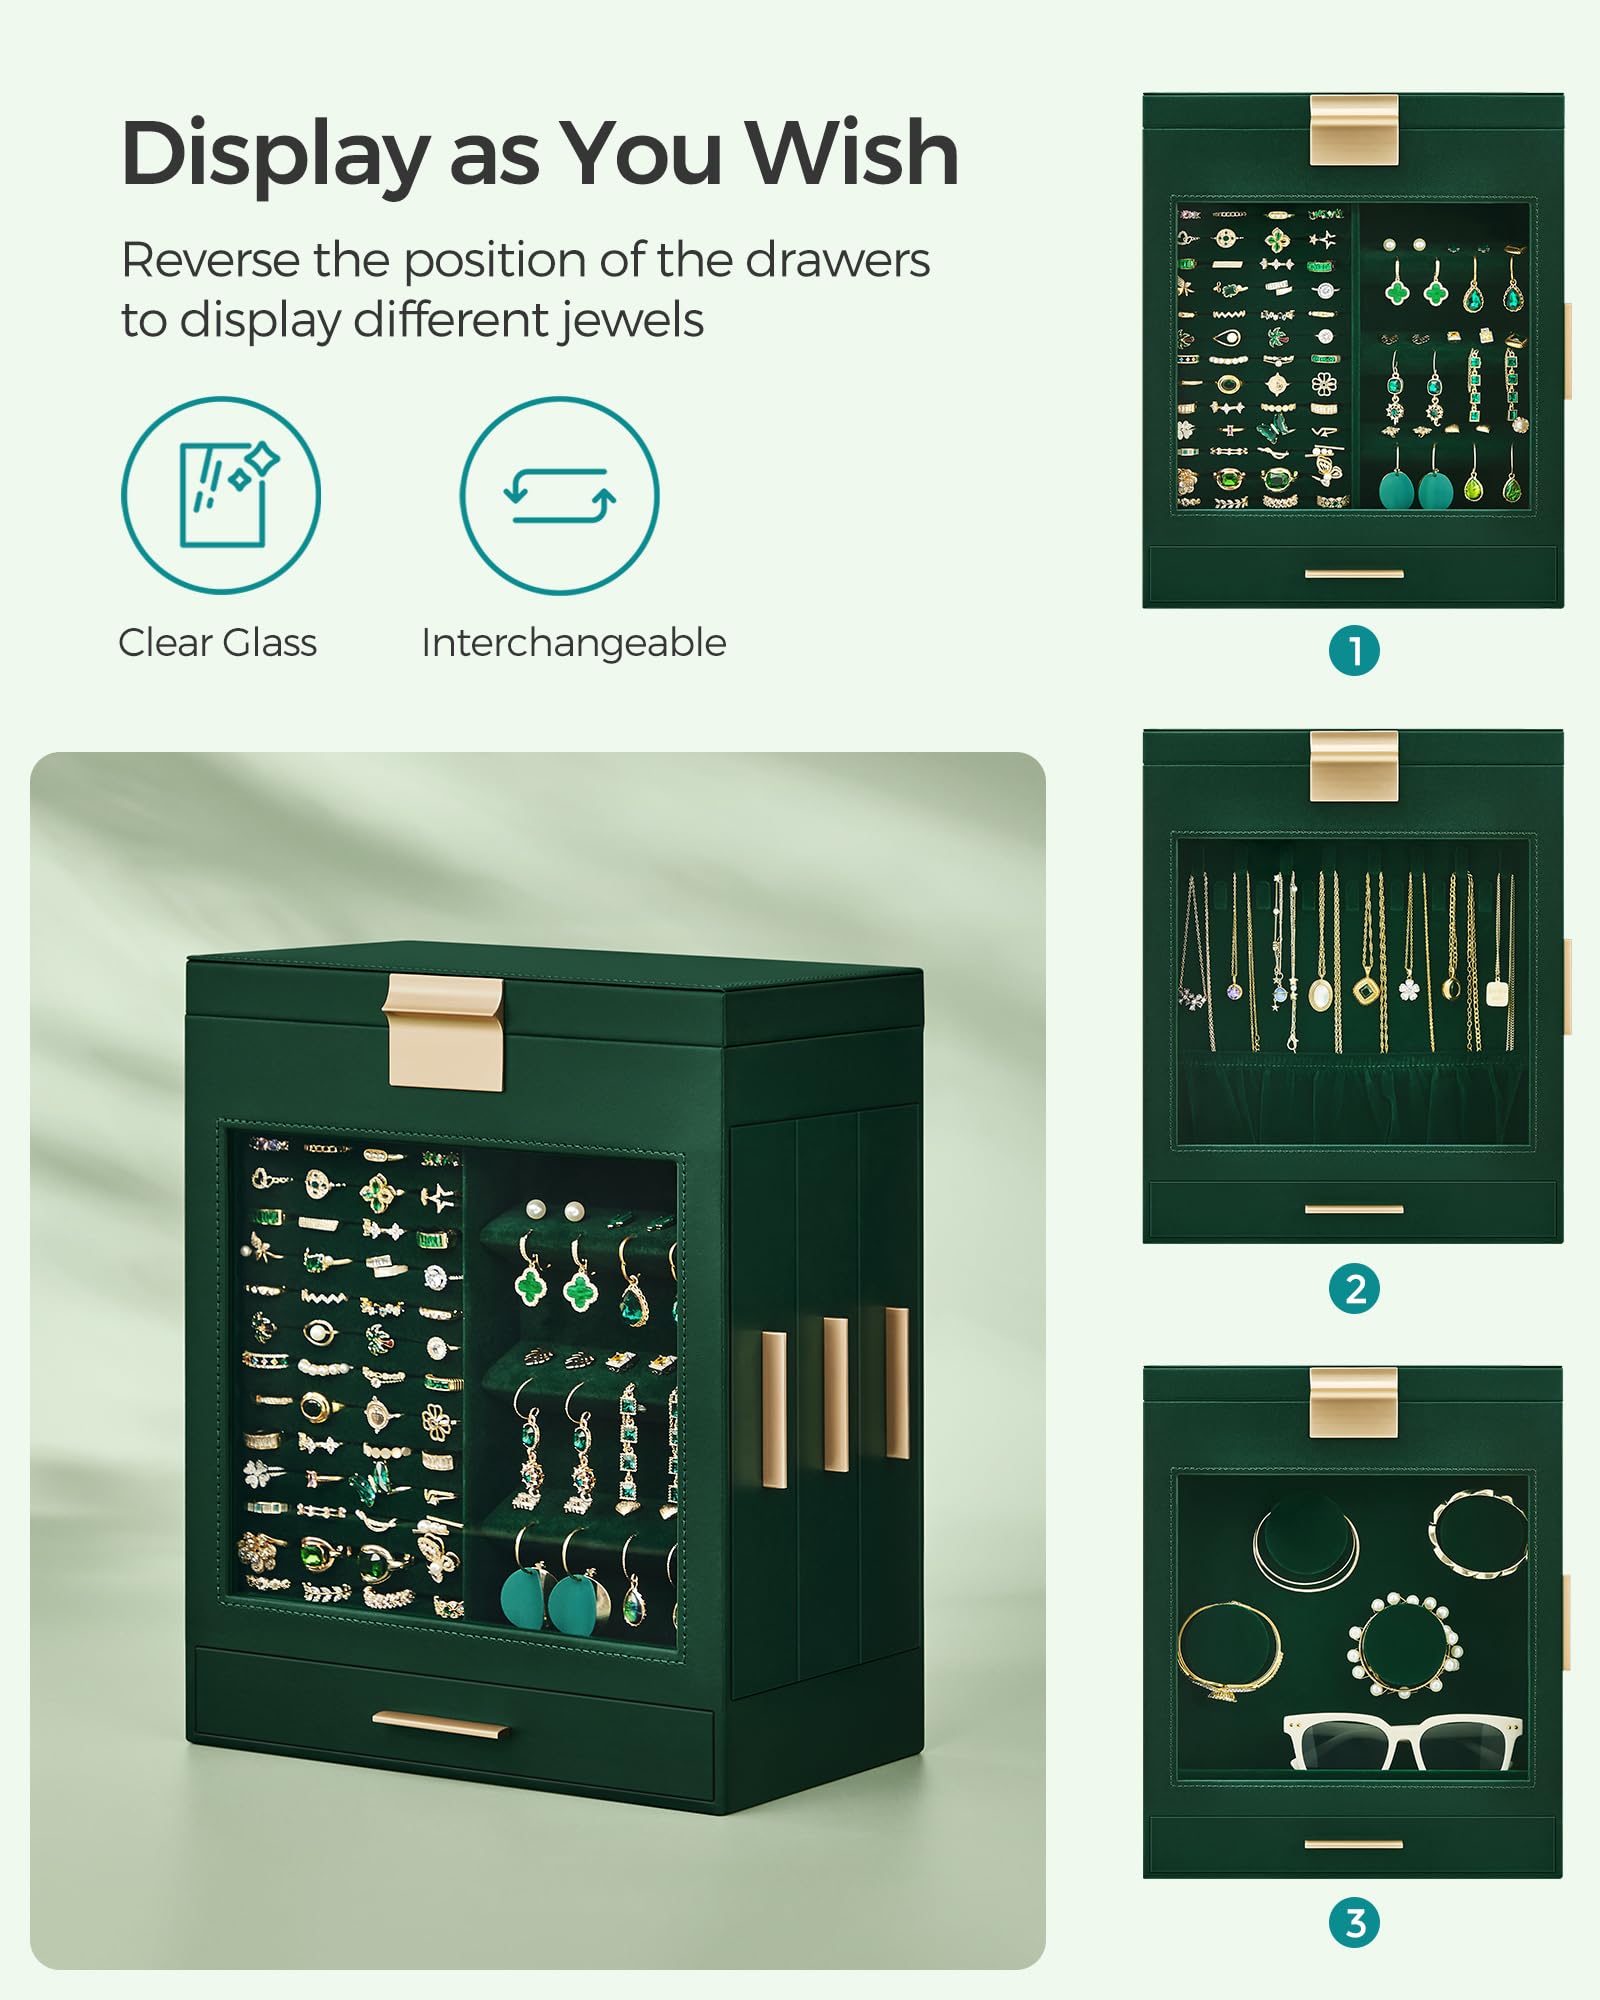 Display as You Wish
Reverse the position of the drawers
to display different jewels
Clear Glass
Interchangeable
1
2
3